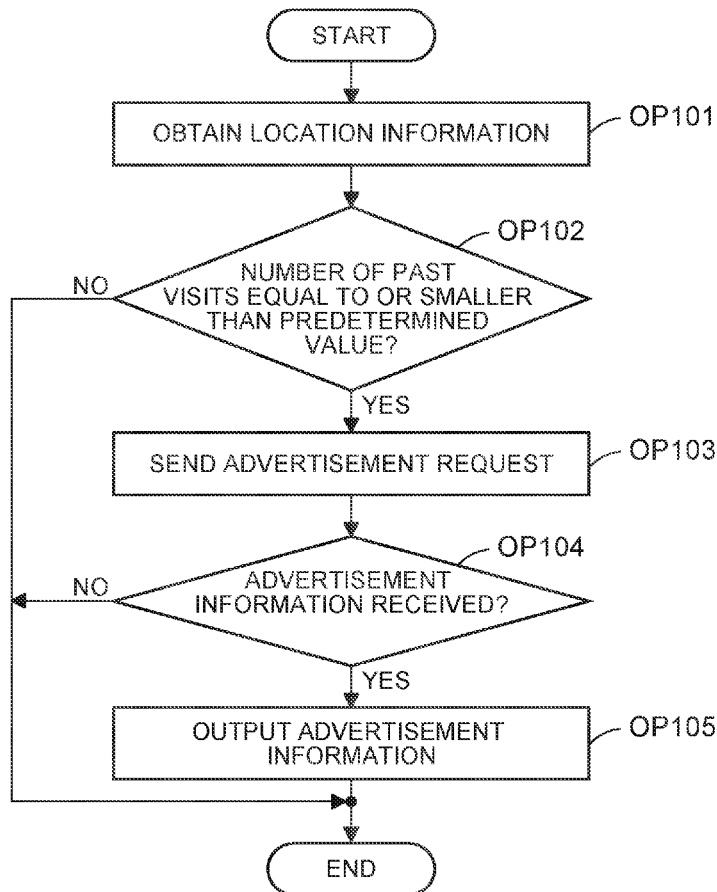 START
OP101
OBTAIN LOCATION INFORMATION
OP102
NUMBER OF PAST
VISITS EQUAL TO OR SMALLER
THAN PREDETERMINED
VALUE?
NO
YES
OP103
SEND ADVERTISEMENT REQUEST
OP104
ADVERTISEMENT
INFORMATION RECEIVED?
NO
YES
OP105
OUTPUT ADVERTISEMENT
INFORMATION
END